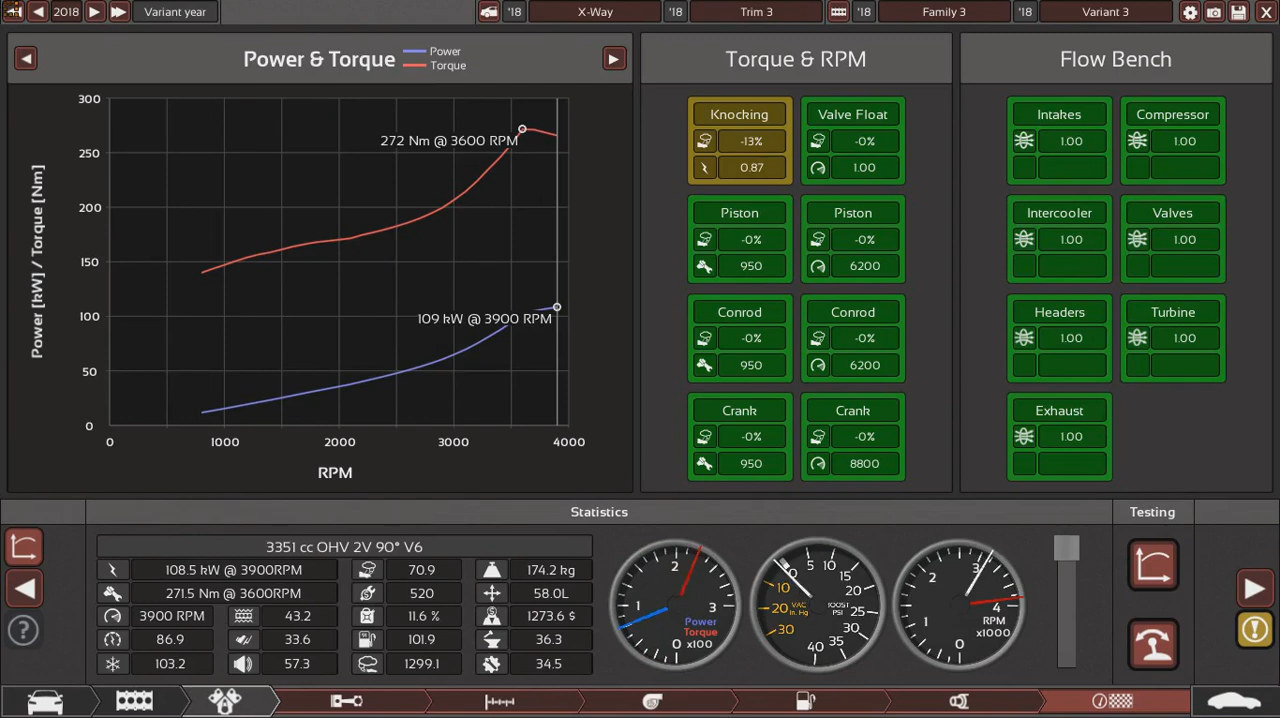 2018
Variant year
'18
X-Way
'18
Trim 3
'18
Family 3
'18
Variant 3
Power & Torque
Power
Torque
300
250
200
150
100
50
0
0
1000
2000
3000
4000
Power [kW] / Torque [Nm]
RPM
272 Nm @ 3600 RPM
109 kW @ 3900 RPM
Torque & RPM
Knocking
-13%
0.87
Valve Float
-0%
1.00
Piston
-0%
950
Piston
-0%
6200
Conrod
-0%
950
Conrod
-0%
6200
Crank
-0%
950
Crank
-0%
8800
Flow Bench
Intakes
1.00
Compressor
1.00
Intercooler
1.00
Valves
1.00
Headers
1.00
Turbine
1.00
Exhaust
1.00
Statistics
3351 cc OHV 2V 90° V6
108.5 kW @ 3900RPM
70.9
174.2 kg
271.5 Nm @ 3600RPM
520
58.0L
3900 RPM
43.2
11.6 %
1273.6 $
86.9
33.6
101.9
36.3
103.2
57.3
1299.1
34.5
0
1
2
3
Power
Torque
x100
30
20
10
0
5
10
15
20
25
30
35
40
VAC
In. Hg
BOOST
PSI
0
1
2
3
4
RPM
x1000
Testing
?
!